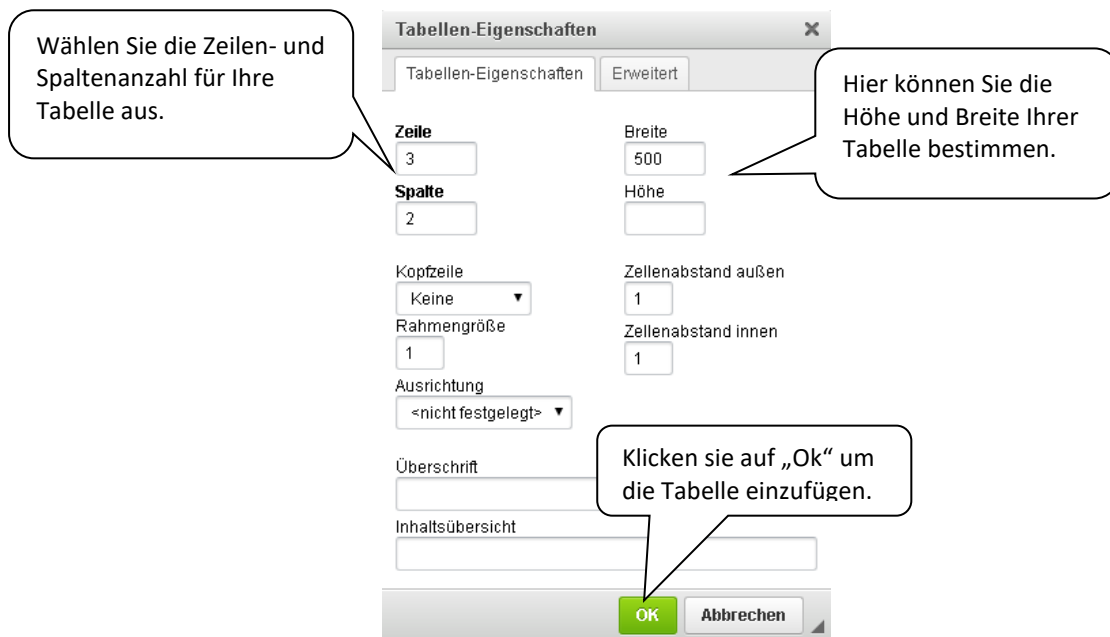 Wählen Sie die Zeilen- und
Spaltenanzahl für Ihre
Tabelle aus.
Tabellen-Eigenschaften
Tabellen-Eigenschaften
Erweitert
Hier können Sie die
Höhe und Breite Ihrer
Tabelle bestimmen.
Zeile
3
Breite
500
Spalte
2
Höhe
Kopfzeile
Keine
Zellenabstand außen
1
Rahmengröße
1
Zellenabstand innen
1
Ausrichtung
<nicht festgelegt>
Klicken sie auf „Ok“ um
die Tabelle einzufügen.
Überschrift
Inhaltsübersicht
OK
Abbrechen